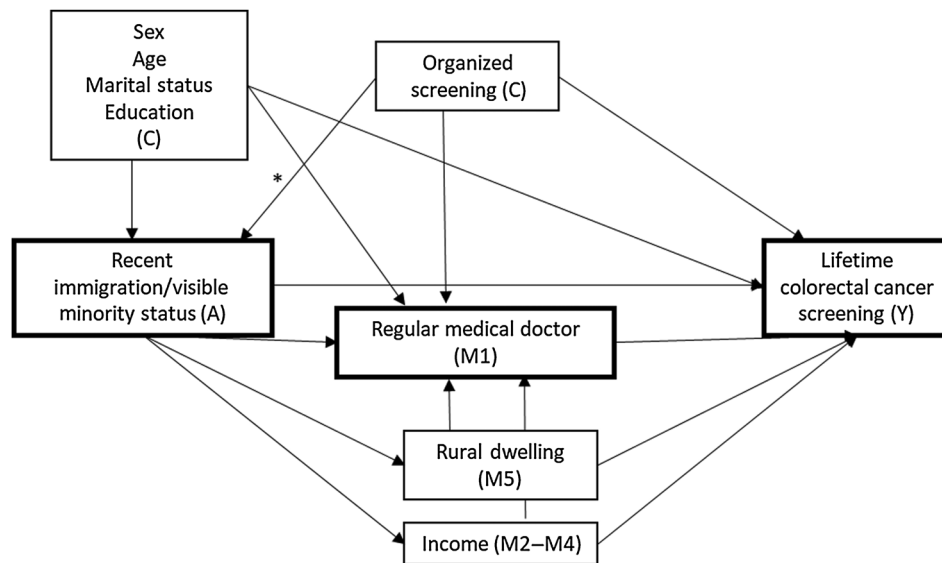 Sex
Age
Marital status
Education
(C)
Organized
screening (C)
*
Recent
immigration/visible
minority status (A)
Lifetime
colorectal cancer
screening (Y)
Regular medical doctor
(M1)
Rural dwelling
(M5)
Income (M2–M4)